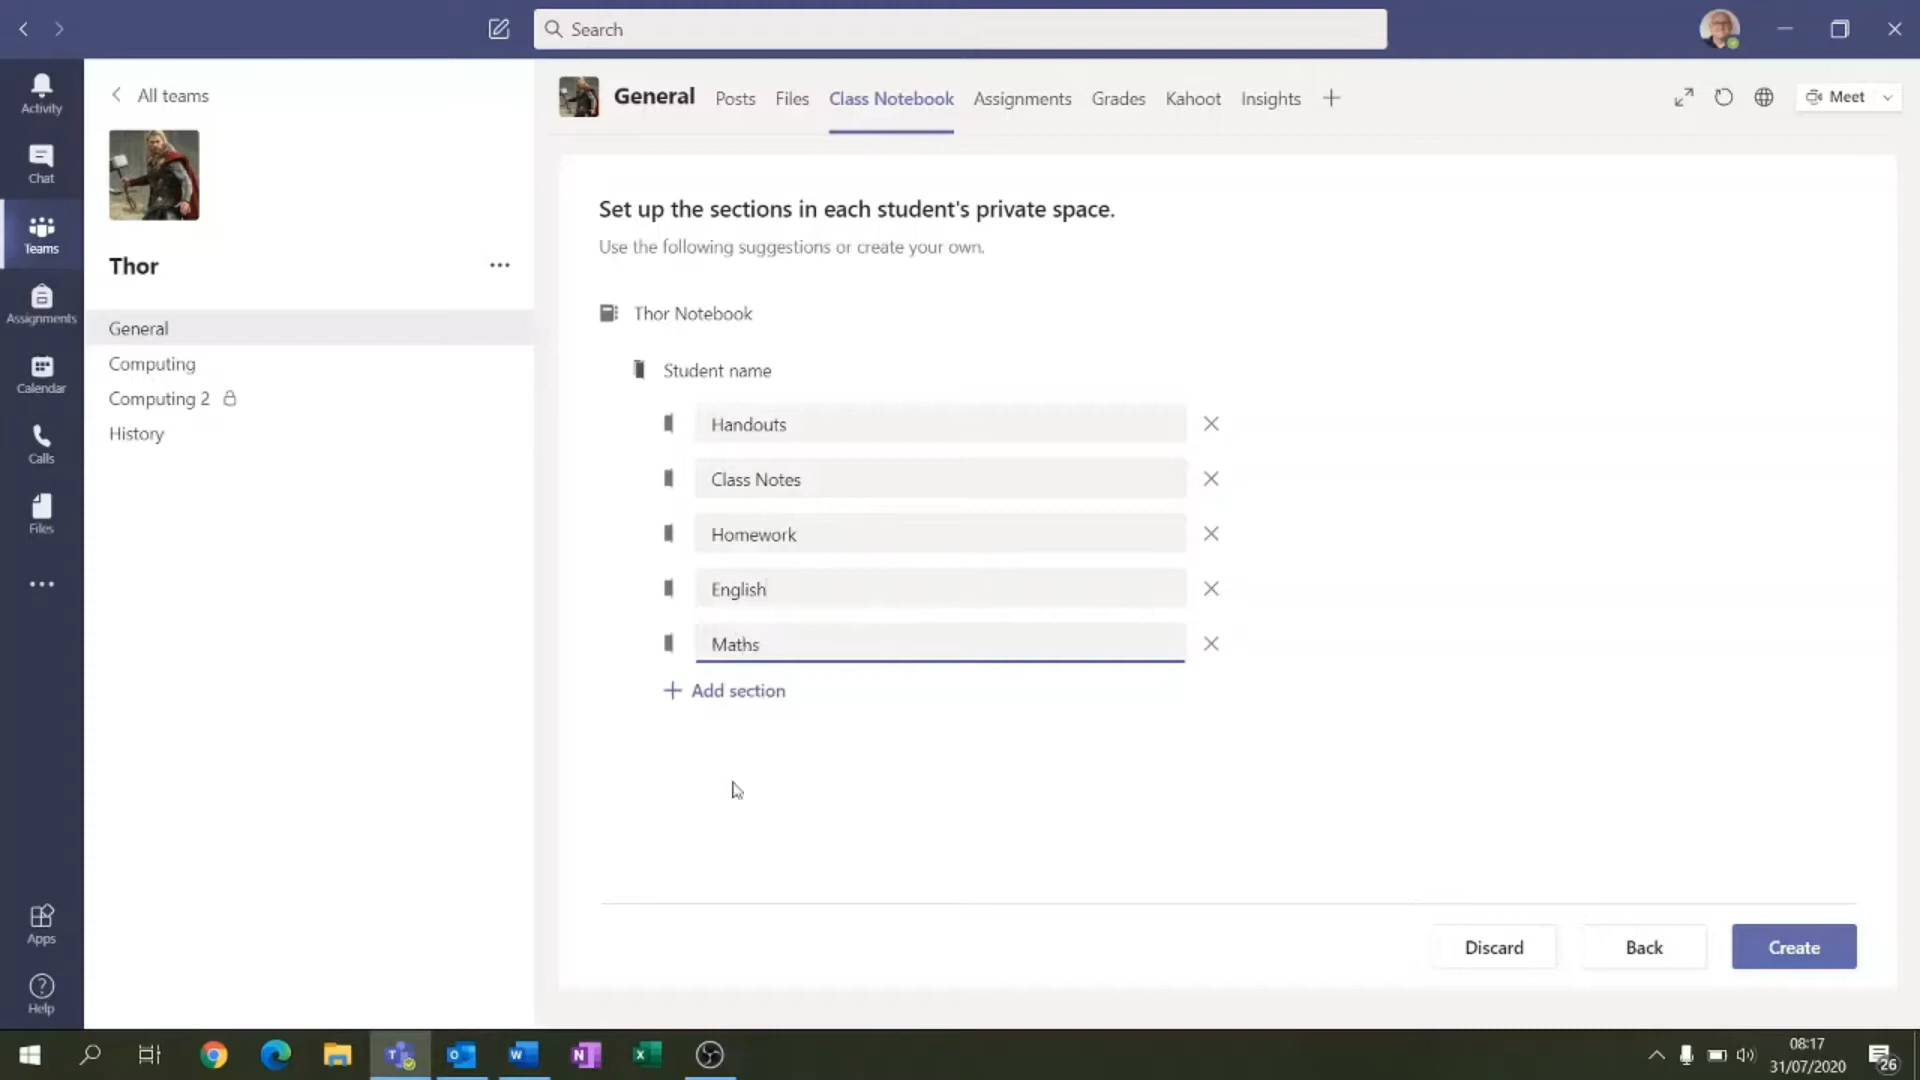 Search
Activity
Chat
Teams
Assignments
Calendar
Calls
Files
Apps
Help
All teams
Thor
General
Computing
Computing 2
History
General Posts Files Class Notebook Assignments Grades Kahoot Insights
Meet
Set up the sections in each student's private space.
Use the following suggestions or create your own.
Thor Notebook
Student name
Handouts
Class Notes
Homework
English
Maths
Add section
Discard Back Create
08:17
31/07/2020
26